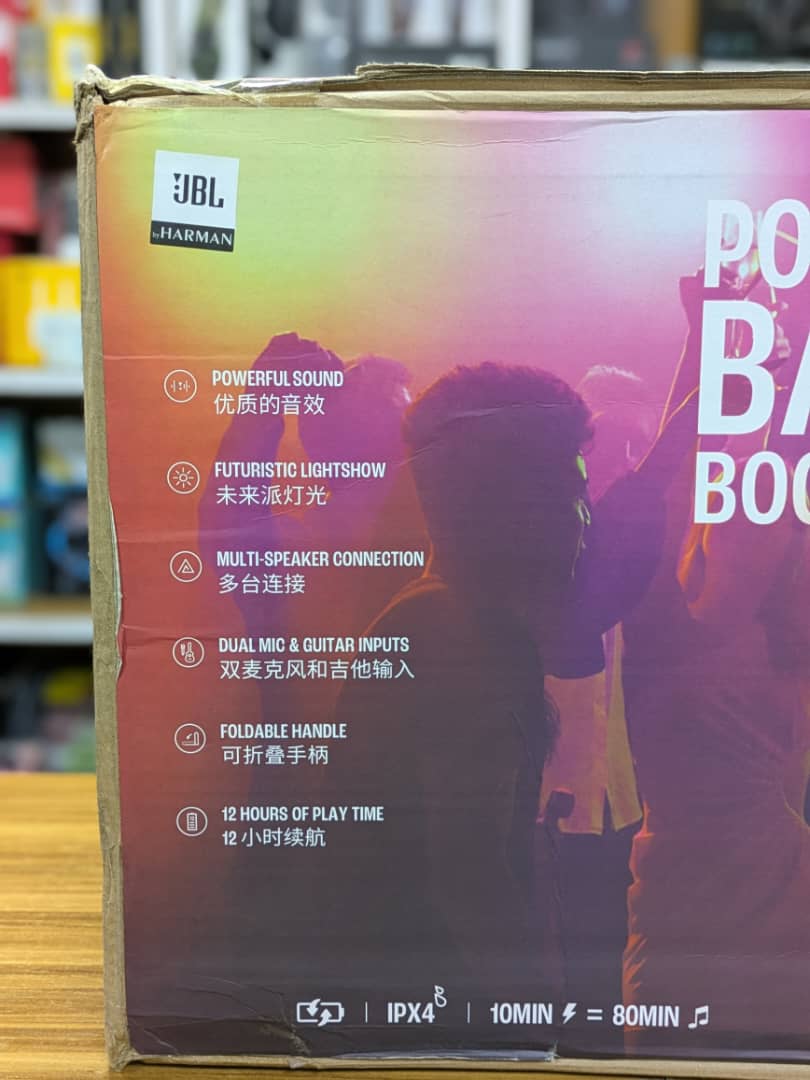 JBL
by HARMAN
PO
BA
BOO
POWERFUL SOUND
优质的音效
FUTURISTIC LIGHTSHOW
未来派灯光
MULTI-SPEAKER CONNECTION
多台连接
DUAL MIC & GUITAR INPUTS
双麦克风和吉他输入
FOLDABLE HANDLE
可折叠手柄
12 HOURS OF PLAY TIME
12 小时续航
IPX4 | 10MIN = 80MIN